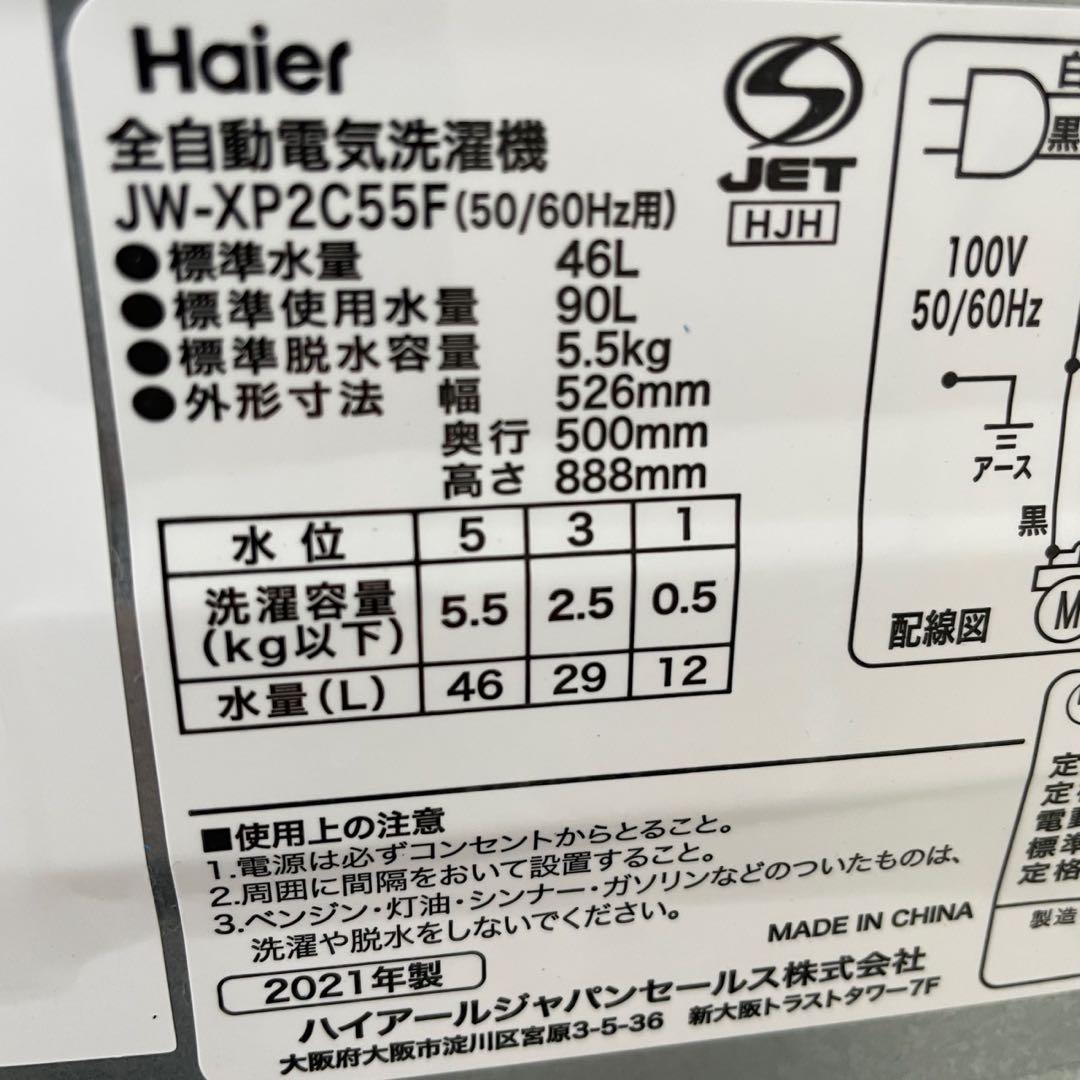 Haier
全自動電気洗濯機
JW-XP2C55F(50/60Hz用)
●標準水量 46L
●標準使用水量 90L
●標準脱水容量 5.5kg
●外形寸法 幅 526mm
奥行 500mm
高さ 888mm
水位 5 3 1
洗濯容量
(kg以下) 5.5 2.5 0.5
水量(L) 46 29 12
■使用上の注意
1.電源は必ずコンセントからとること。
2.周囲に間隔をおいて設置すること。
3.ベンジン・灯油・シンナー・ガソリンなどのついたものは、
洗濯や脱水をしないでください。
MADE IN CHINA
2021年製
ハイアールジャパンセールス株式会社
大阪府大阪市淀川区宮原3-5-36 新大阪トラストタワー7F
S
JET
HJH
黒
100V
50/60Hz
アース
黒
M
配線図
定
定
電動
標準
定格
製造